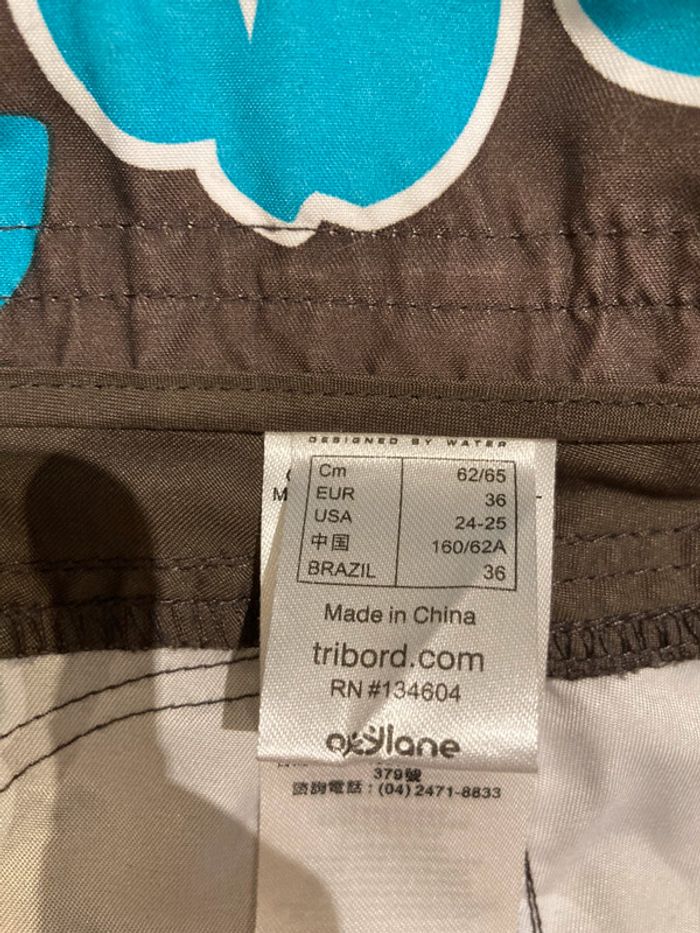 DESIGNED BY WATER
Cm 62/65
EUR 36
USA 24-25
中国 160/62A
BRAZIL 36
Made in China
tribord.com
RN #134604
oxylane
379號
諮詢電話：(04) 2471-8833